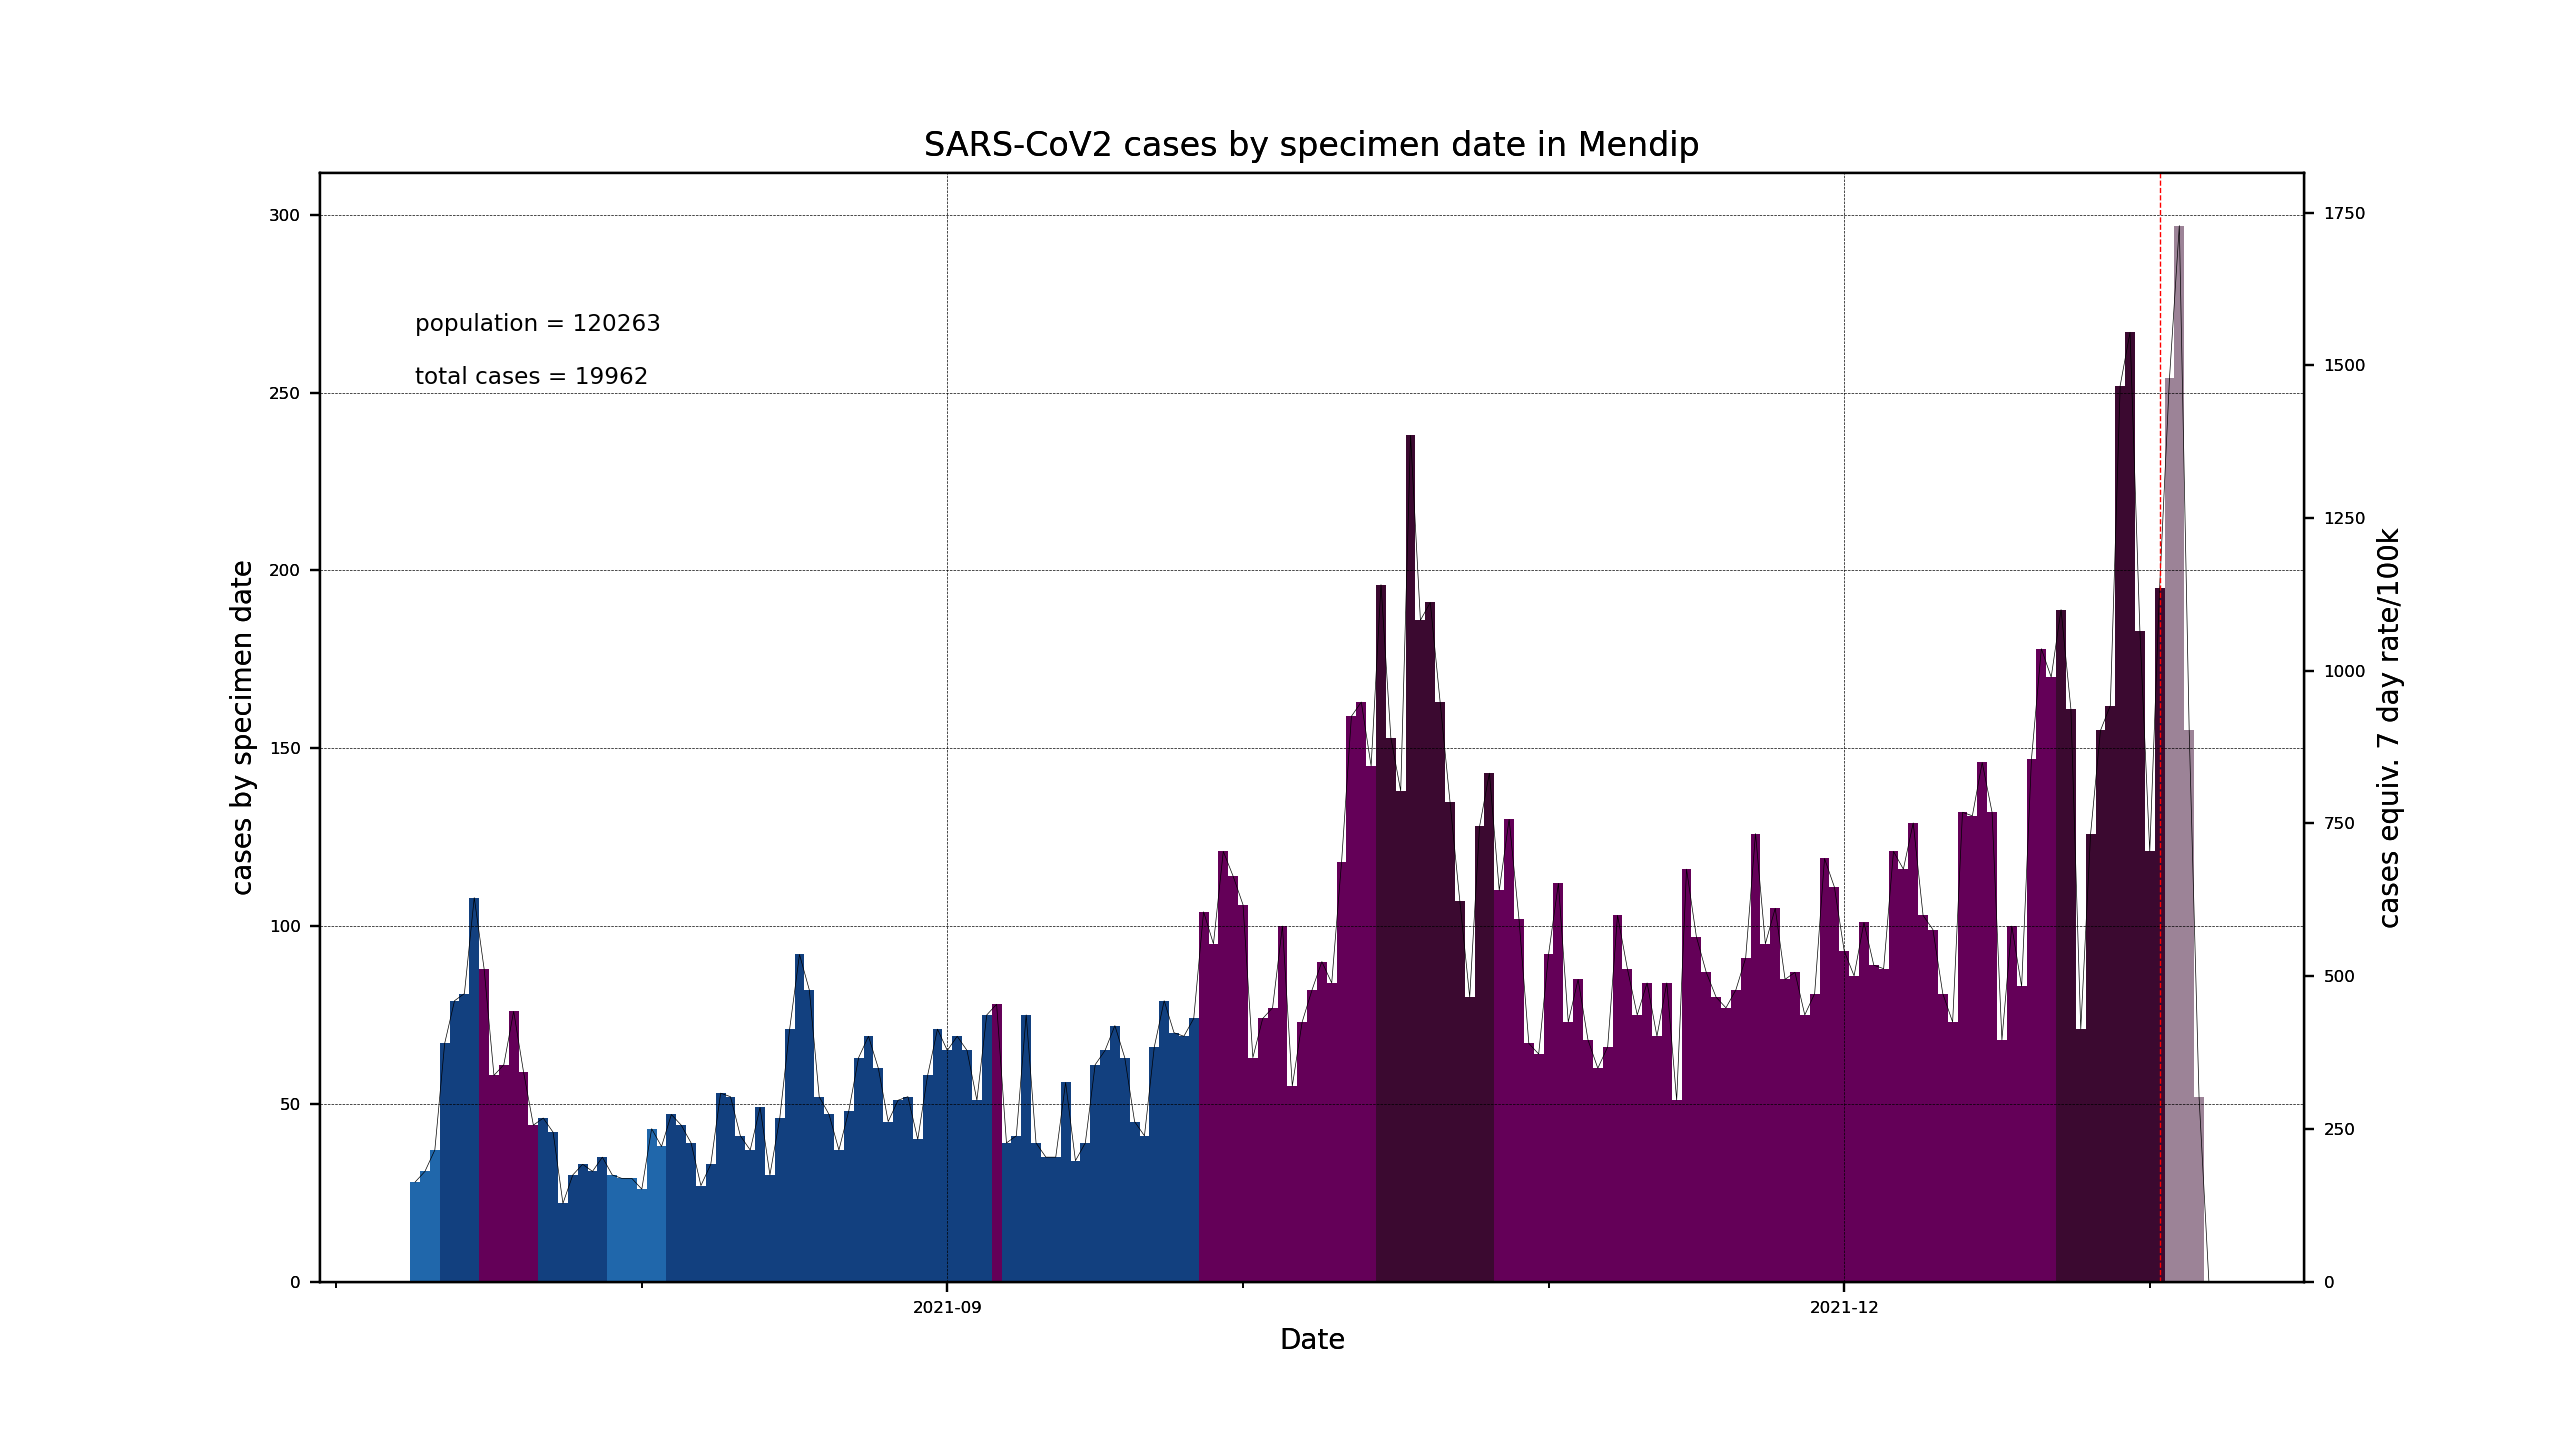 SARS-CoV2 cases by specimen date in Mendip
population = 120263
total cases = 19962
cases by specimen date
300
250
200
150
100
50
0
1750
1500
1250
1000
750
500
250
0
cases equiv. 7 day rate/100k
2021-09
2021-12
Date